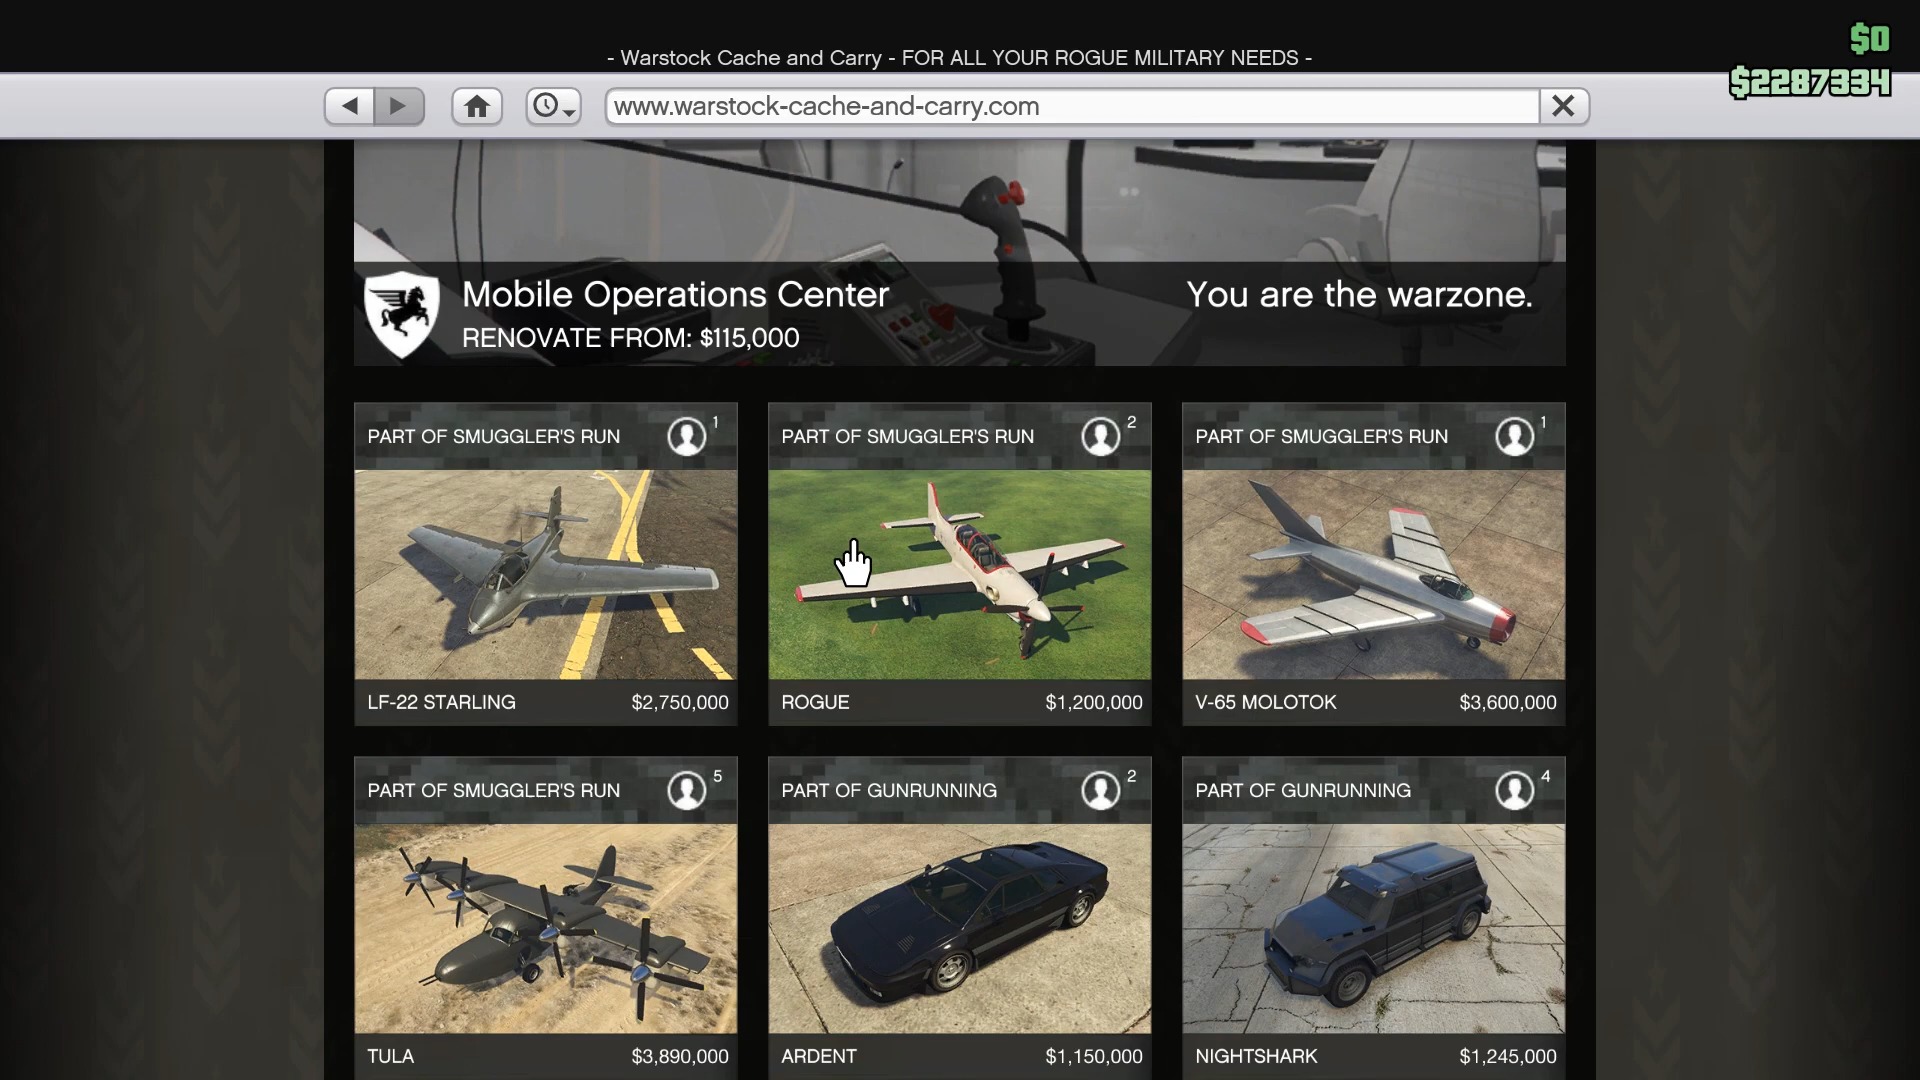 $0
- Warstock Cache and Carry - FOR ALL YOUR ROGUE MILITARY NEEDS -
$2287334
www.warstock-cache-and-carry.com
Mobile Operations Center
You are the warzone.
RENOVATE FROM: $115,000
PART OF SMUGGLER'S RUN 1
PART OF SMUGGLER'S RUN 2
PART OF SMUGGLER'S RUN 1
LF-22 STARLING $2,750,000
ROGUE $1,200,000
V-65 MOLOTOK $3,600,000
PART OF SMUGGLER'S RUN 5
PART OF GUNRUNNING 2
PART OF GUNRUNNING 4
TULA $3,890,000
ARDENT $1,150,000
NIGHTSHARK $1,245,000